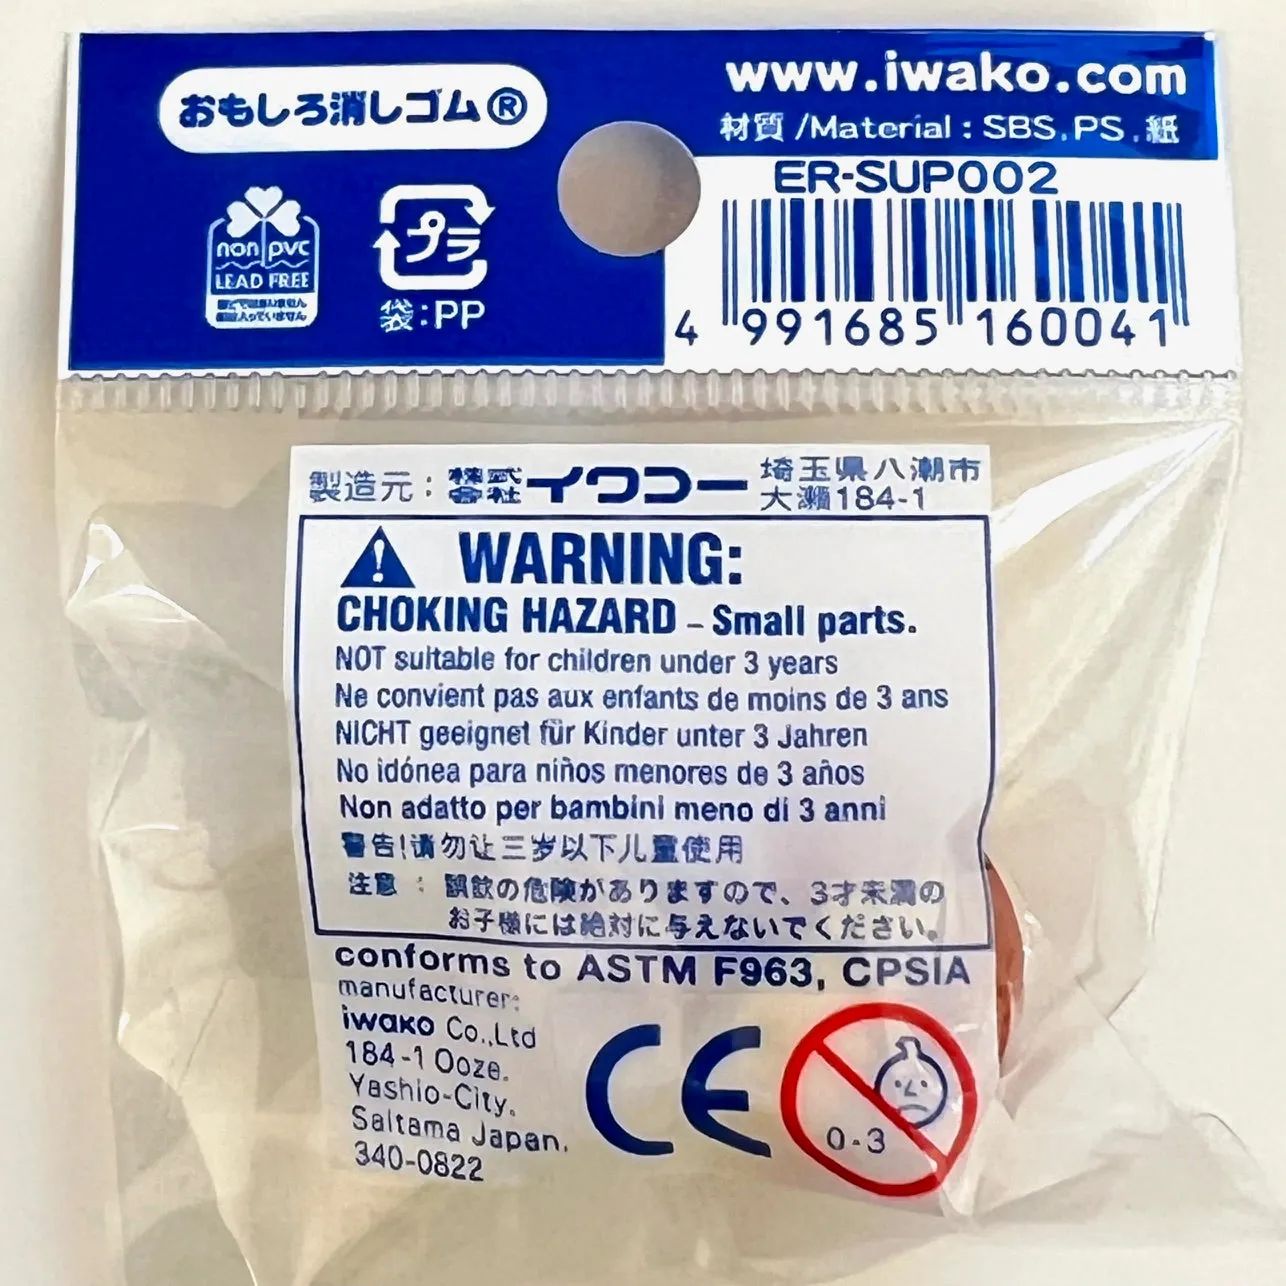 おもしろ消しゴム®
www.iwako.com
材質/Material : SBS.PS.紙
ER-SUP002
non pvc
LEAD FREE
プラ
袋:PP
4 991685 160041
製造元: 株式会社イワコー 埼玉県八潮市
大瀬184-1
WARNING:
CHOKING HAZARD – Small parts.
NOT suitable for children under 3 years
Ne convient pas aux enfants de moins de 3 ans
NICHT geeignet für Kinder unter 3 Jahren
No idónea para niños menores de 3 años
Non adatto per bambini meno di 3 anni
警告!请勿让三岁以下儿童使用
注意 : 誤飲の危険がありますので、3才未満の
お子様には絶対に与えないでください。
conforms to ASTM F963, CPSIA
manufacturer:
iwako Co.,Ltd
184-1 Ooze.
Yashio-City.
Saitama Japan.
340-0822
CE
0-3